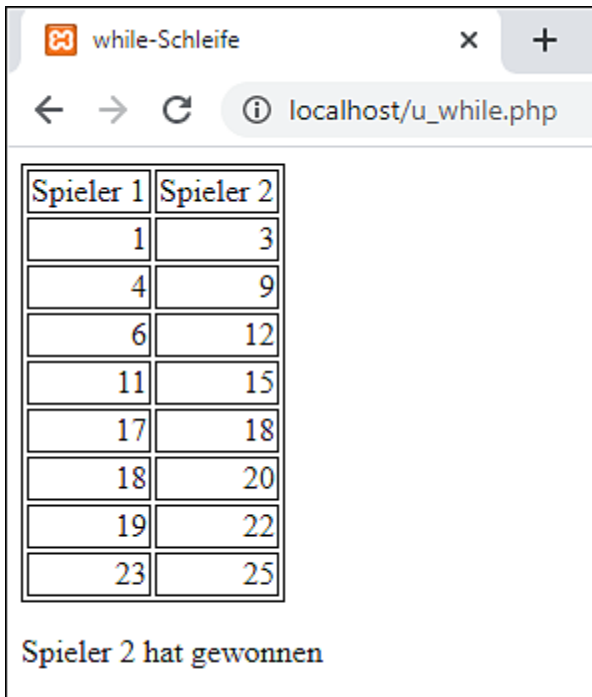 while-Schleife
localhost/u_while.php
Spieler 1 Spieler 2
1 3
4 9
6 12
11 15
17 18
18 20
19 22
23 25
Spieler 2 hat gewonnen